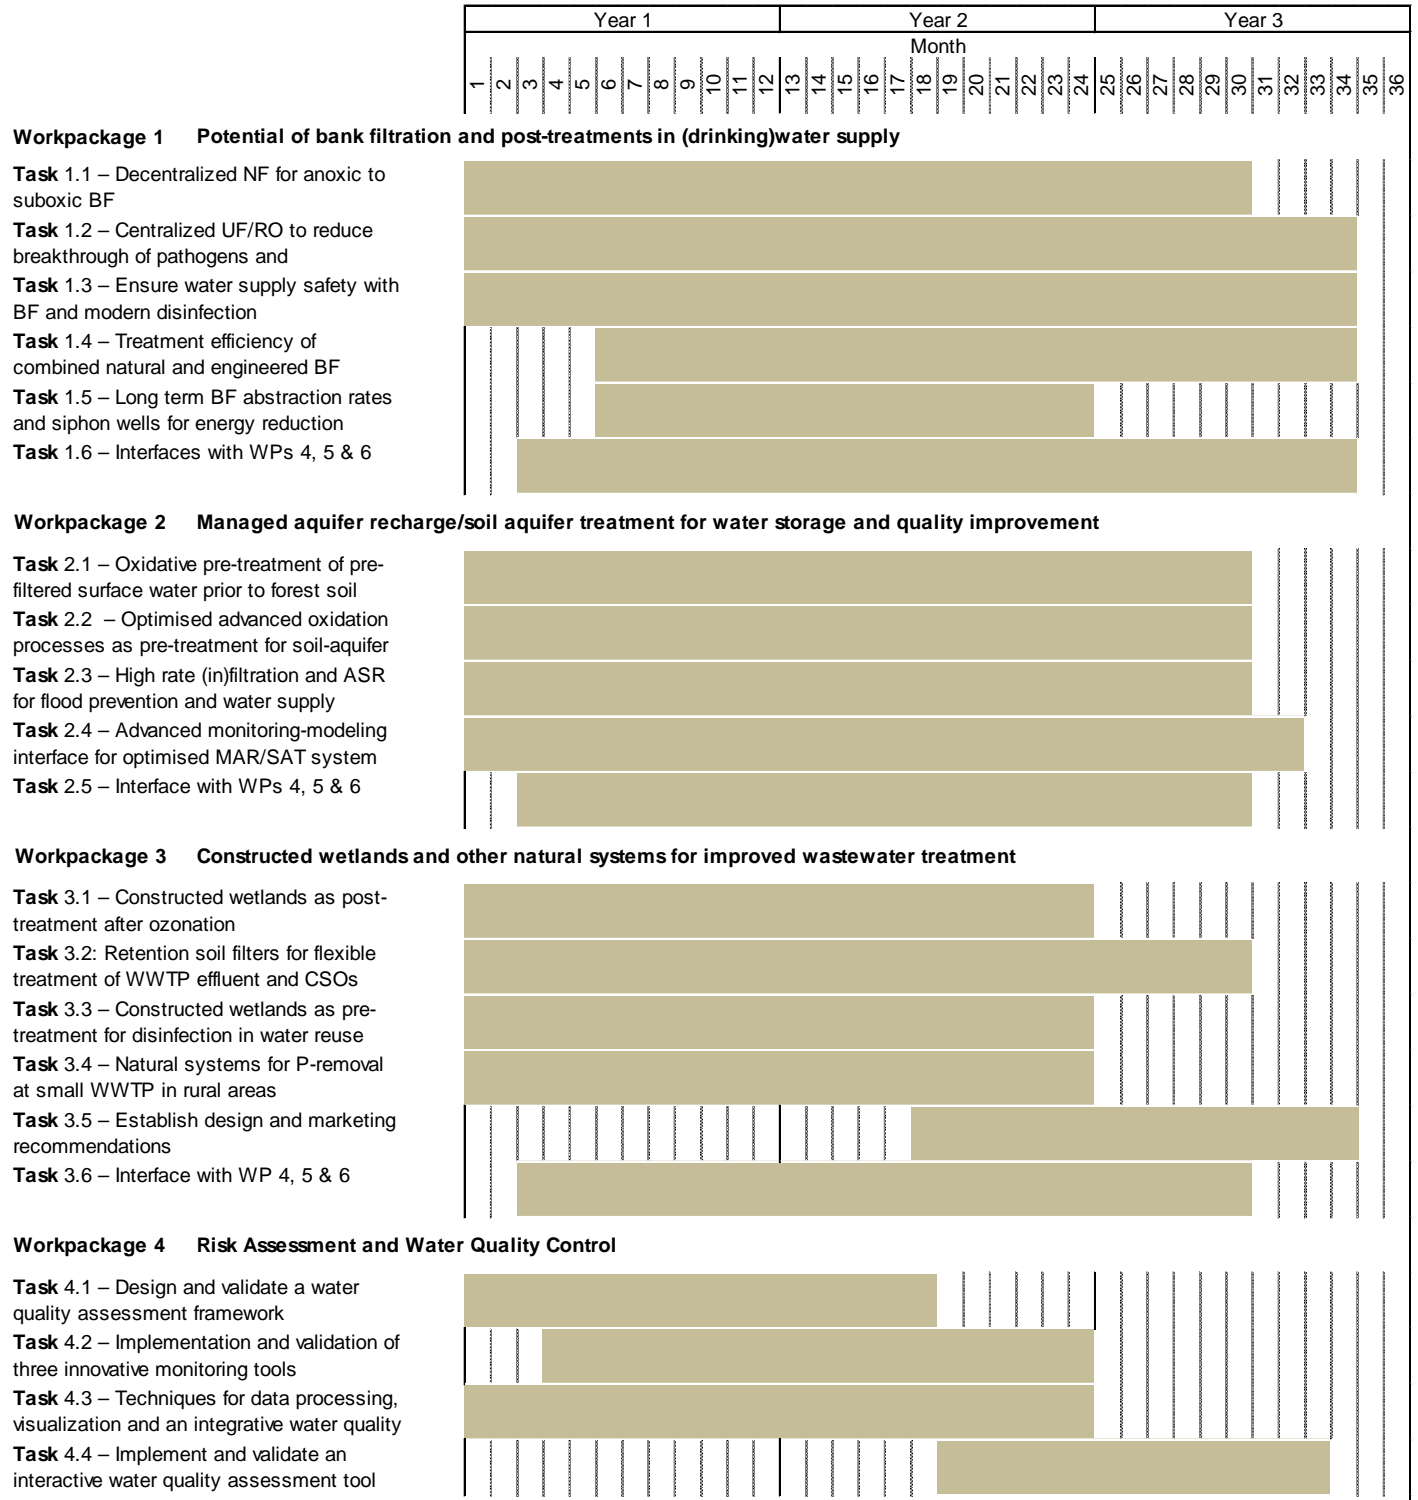 Year 1 Year 2 Year 3
Month
1 2 3 4 5 6 7 8 9 10 11 12 13 14 15 16 17 18 19 20 21 22 23 24 25 26 27 28 29 30 31 32 33 34 35 36
Workpackage 1 Potential of bank filtration and post-treatments in (drinking)water supply
Task 1.1 – Decentralized NF for anoxic to
suboxic BF
Task 1.2 – Centralized UF/RO to reduce
breakthrough of pathogens and
Task 1.3 – Ensure water supply safety with
BF and modern disinfection
Task 1.4 – Treatment efficiency of
combined natural and engineered BF
Task 1.5 – Long term BF abstraction rates
and siphon wells for energy reduction
Task 1.6 – Interfaces with WPs 4, 5 & 6
Workpackage 2 Managed aquifer recharge/soil aquifer treatment for water storage and quality improvement
Task 2.1 – Oxidative pre-treatment of pre-
filtered surface water prior to forest soil
Task 2.2 – Optimised advanced oxidation
processes as pre-treatment for soil-aquifer
Task 2.3 – High rate (in)filtration and ASR
for flood prevention and water supply
Task 2.4 – Advanced monitoring-modeling
interface for optimised MAR/SAT system
Task 2.5 – Interface with WPs 4, 5 & 6
Workpackage 3 Constructed wetlands and other natural systems for improved wastewater treatment
Task 3.1 – Constructed wetlands as post-
treatment after ozonation
Task 3.2: Retention soil filters for flexible
treatment of WWTP effluent and CSOs
Task 3.3 – Constructed wetlands as pre-
treatment for disinfection in water reuse
Task 3.4 – Natural systems for P-removal
at small WWTP in rural areas
Task 3.5 – Establish design and marketing
recommendations
Task 3.6 – Interface with WP 4, 5 & 6
Workpackage 4 Risk Assessment and Water Quality Control
Task 4.1 – Design and validate a water
quality assessment framework
Task 4.2 – Implementation and validation of
three innovative monitoring tools
Task 4.3 – Techniques for data processing,
visualization and an integrative water quality
Task 4.4 – Implement and validate an
interactive water quality assessment tool